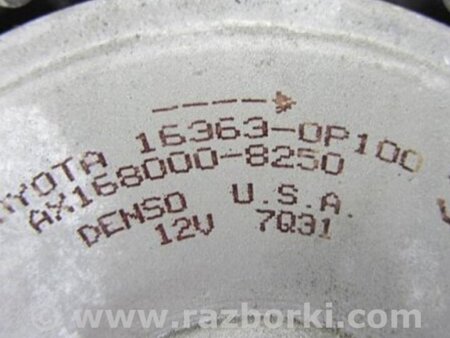 TOYOTA 16363-0P100
AX168000-8250
DENSO U.S.A.
12V 7Q31
www.razborki.com